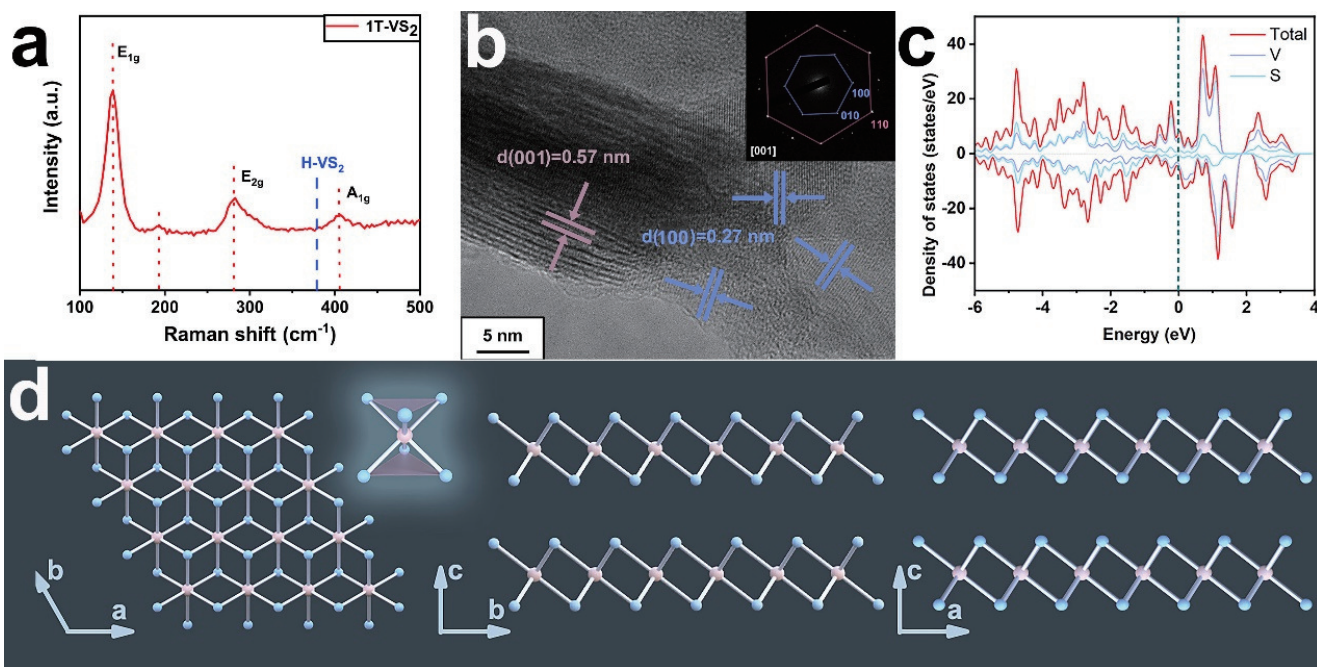 a
1T-VS₂
E₁g
E₂g
H-VS₂
A₁g
Intensity (a.u.)
100 200 300 400 500
Raman shift (cm⁻¹)
b
d(001)=0.57 nm
d(100)=0.27 nm
5 nm
100
010
110
[001]
c
Total
V
S
Density of states (states/eV)
40
20
0
-20
-40
-6 -4 -2 0 2 4
Energy (eV)
d
b
a
c
b
c
a